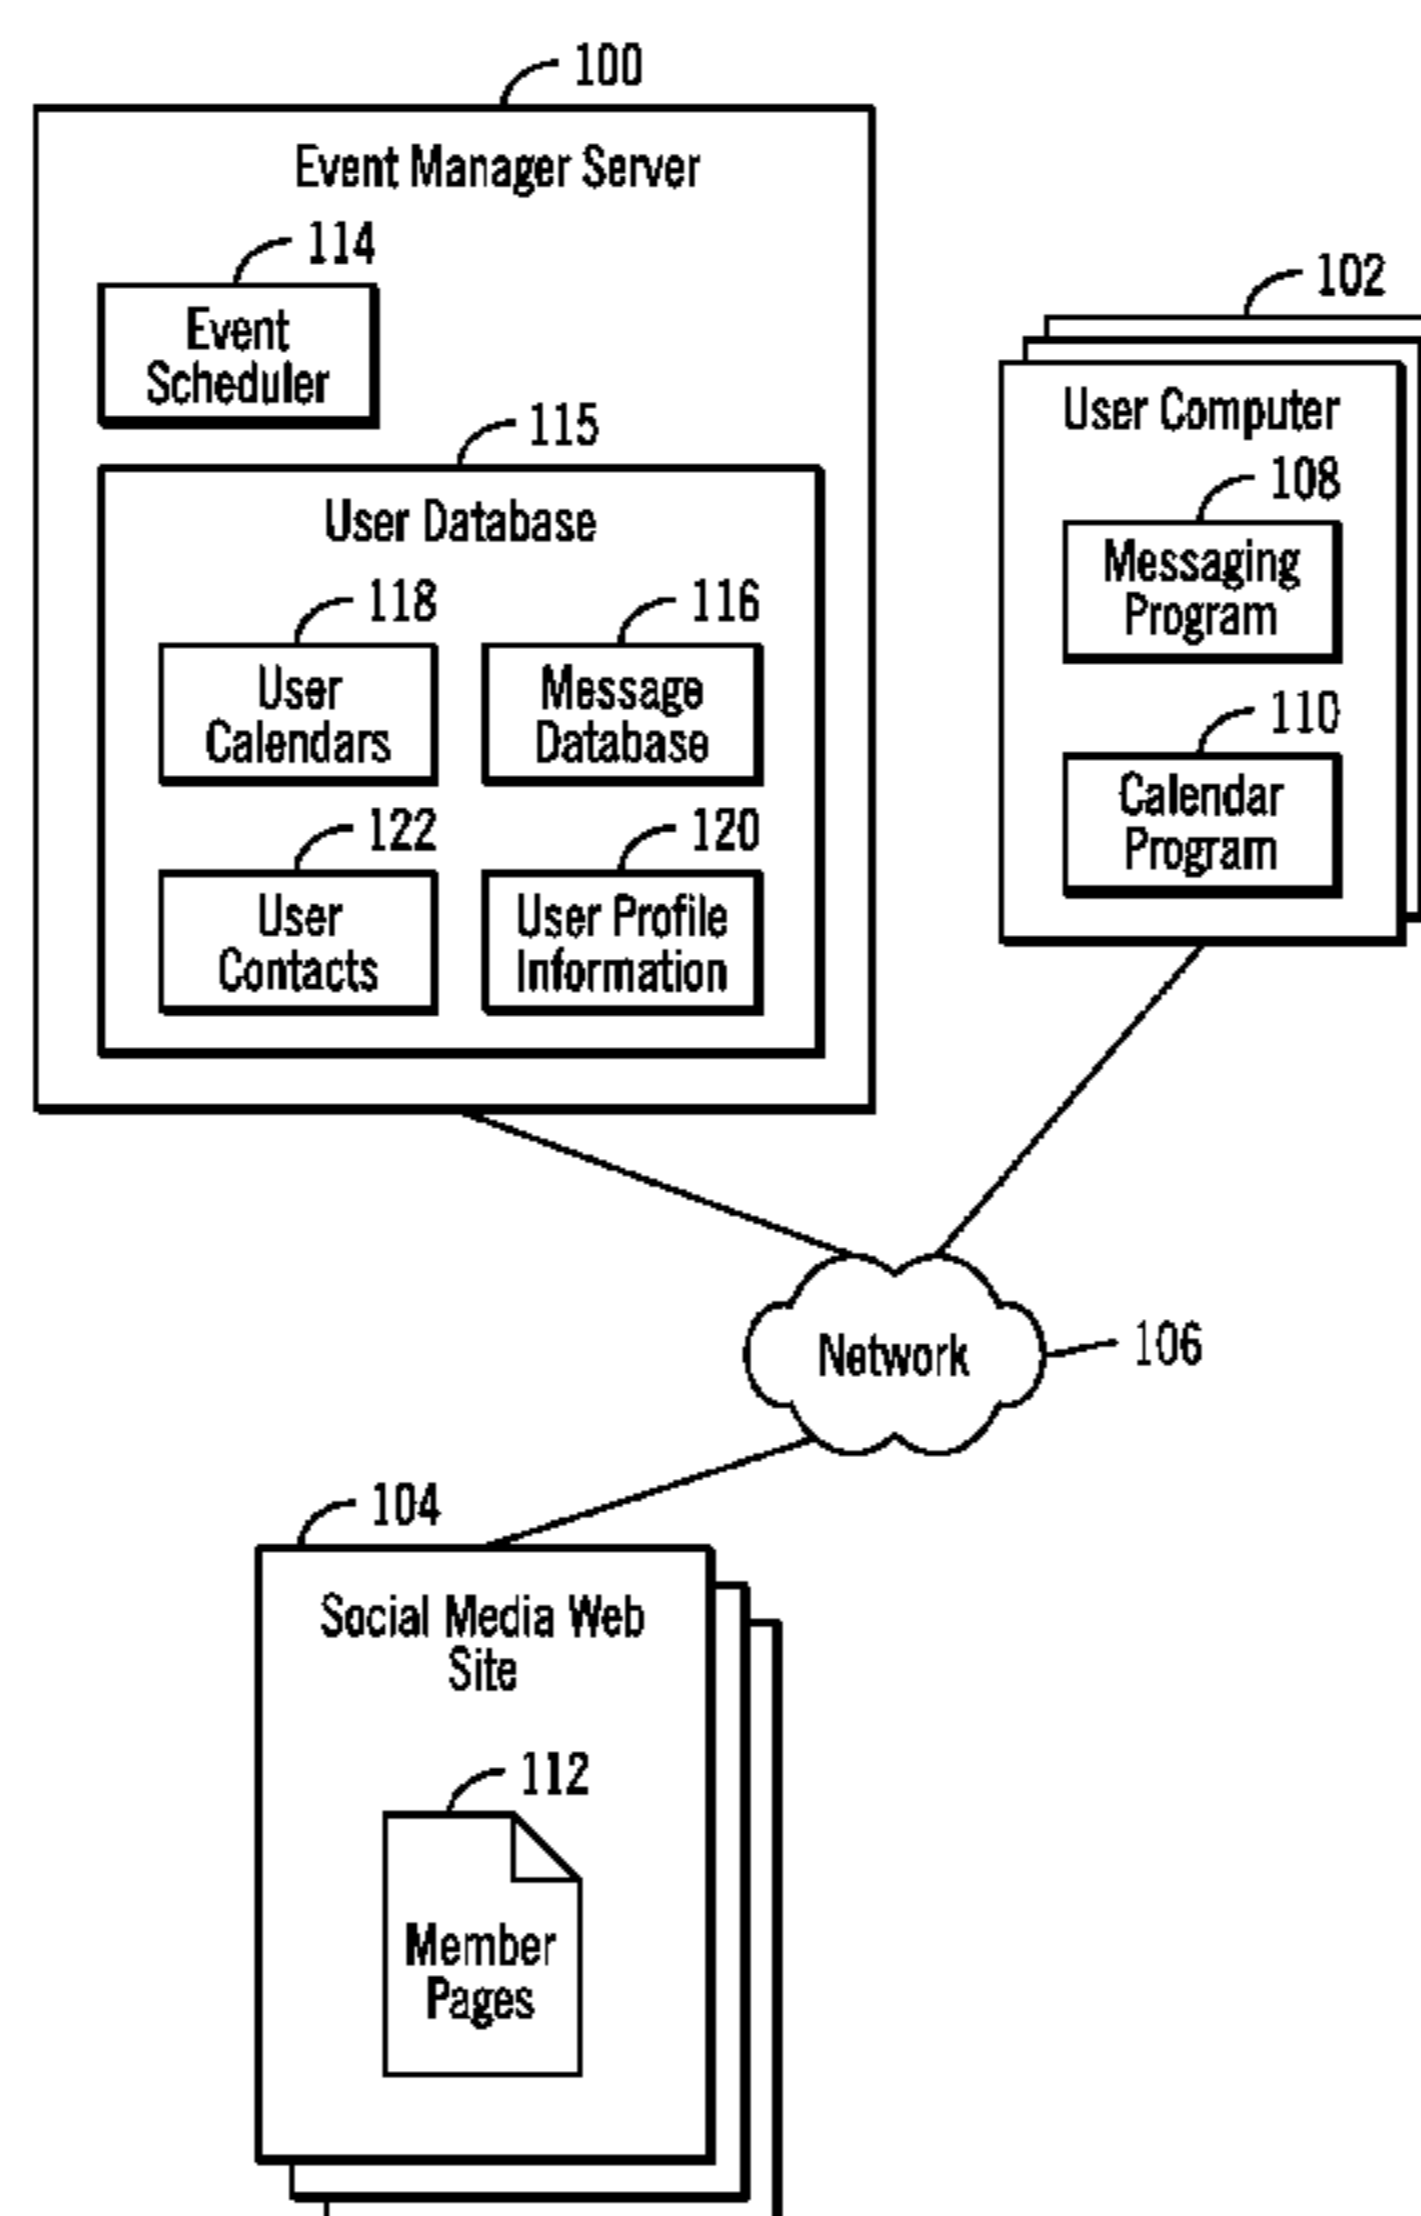 100
Event Manager Server
114
Event
Scheduler
115
User Database
118
User
Calendars
116
Message
Database
122
User
Contacts
120
User Profile
Information
102
User Computer
108
Messaging
Program
110
Calendar
Program
Network
106
104
Social Media Web
Site
112
Member
Pages